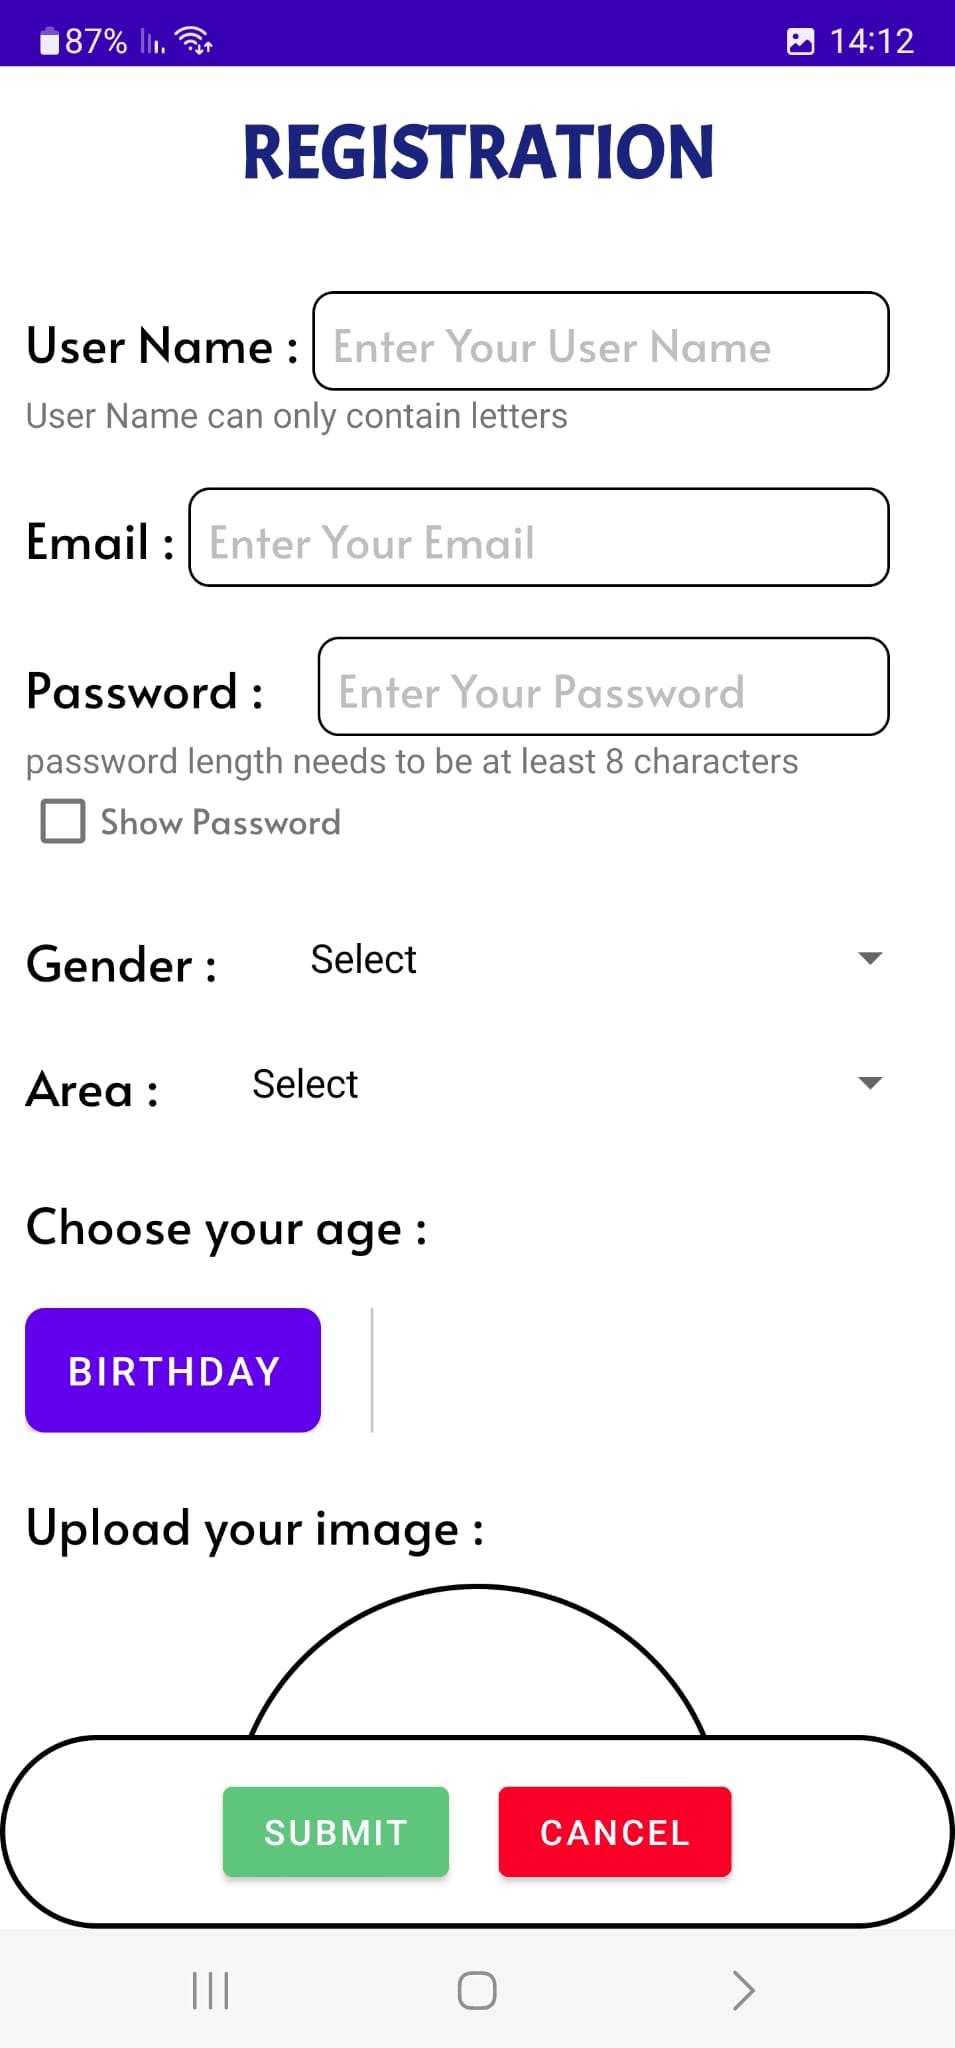 87% 14:12
REGISTRATION
User Name : Enter Your User Name
User Name can only contain letters
Email : Enter Your Email
Password : Enter Your Password
password length needs to be at least 8 characters
Show Password
Gender : Select
Area : Select
Choose your age :
BIRTHDAY
Upload your image :
SUBMIT CANCEL